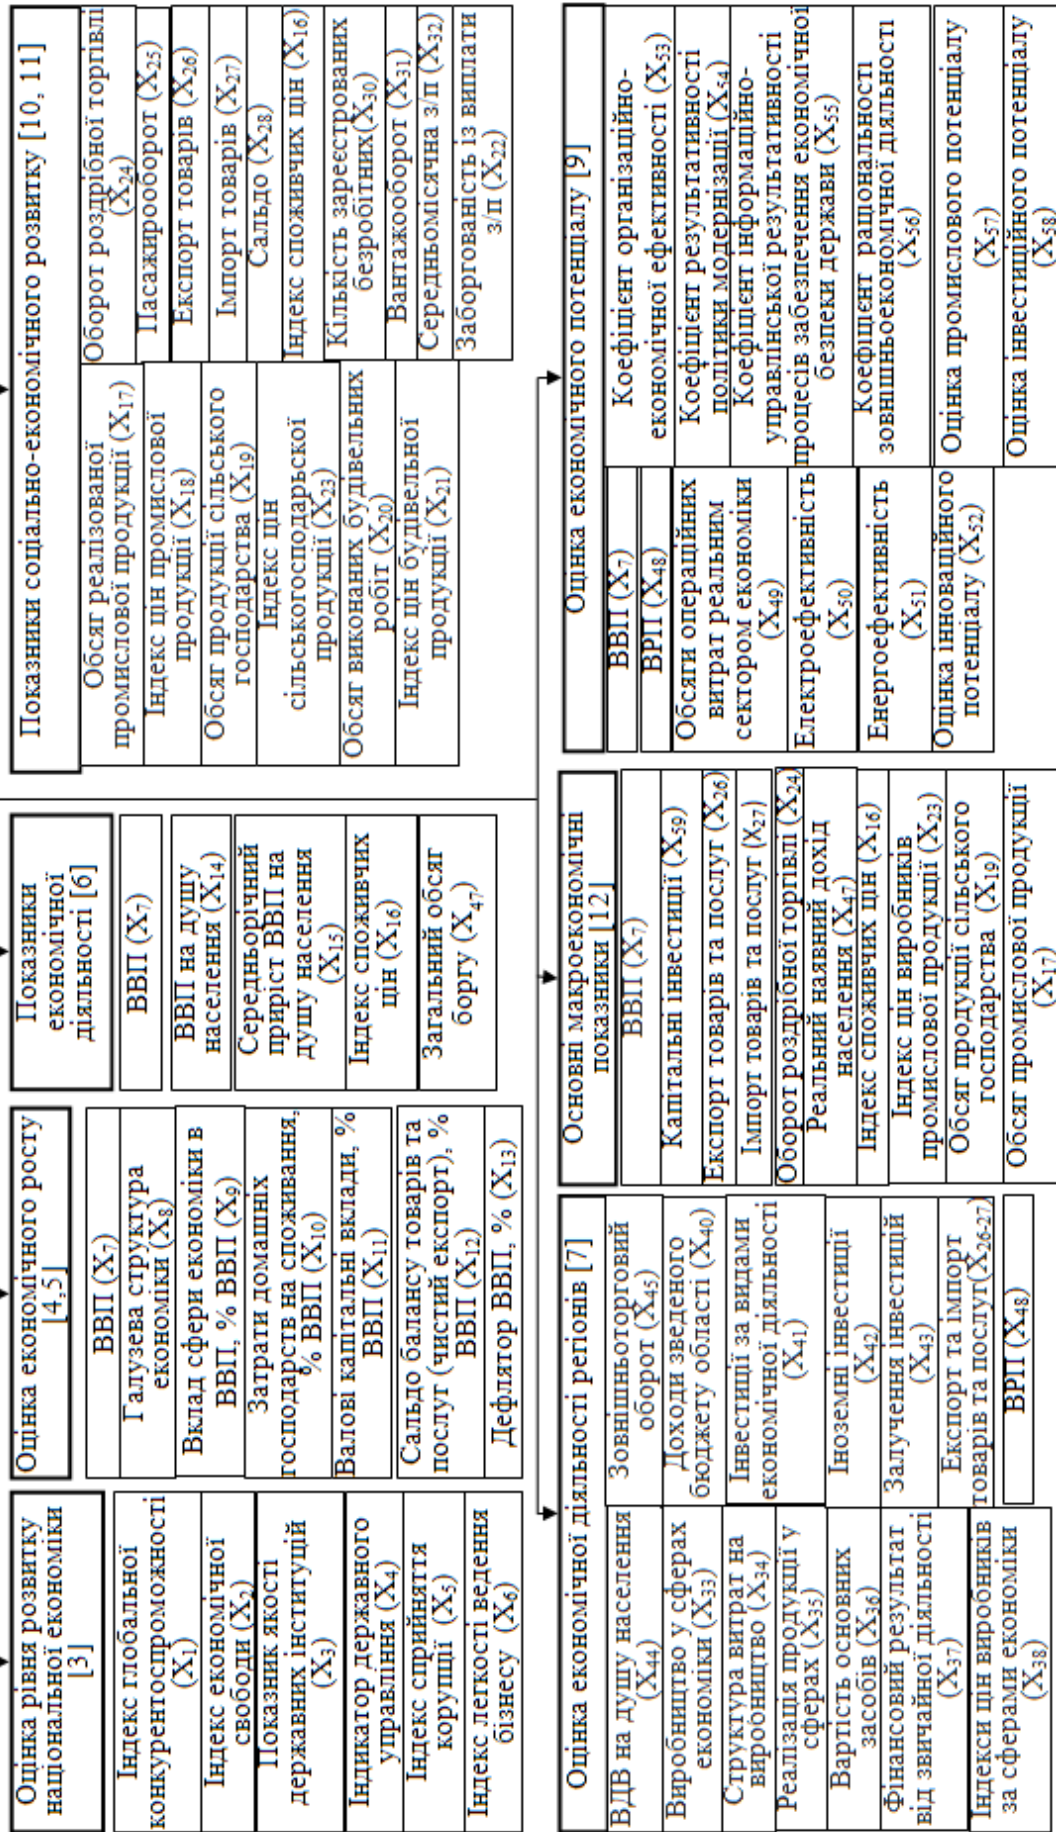 Оцінка рівня розвитку
національної економіки
[3]
Індекс глобальної
конкурентоспроможності
(X1)
Індекс економічної
свободи (X2)
Показник якості
державних інституцій
(X3)
Індикатор державного
управління (X4)
Індекс сприйняття
корупції (X5)
Індекс легкості ведення
бізнесу (X6)
Оцінка економічного росту
[4,5]
ВВП (X7)
Галузева структура
економіки (X8)
Вклад сфери економіки в
ВВП, % ВВП (X9)
Затрати домашніх
господарств на споживання,
% ВВП (X10)
Валові капітальні вклади, %
ВВП (X11)
Сальдо балансу товарів та
послуг (чистий експорт), %
ВВП (X12)
Дефлятор ВВП, % (X13)
Показники
економічної
діяльності [6]
ВВП (X7)
ВВП на душу
населення (X14)
Середньорічний
приріст ВВП на
душу населення
(X15)
Індекс споживчих
цін (X16)
Загальний обсяг
боргу (X47)
Показники соціально-економічного розвитку [10, 11]
Обсяг реалізованої
промислової продукції (X17)
Індекс цін промислової
продукції (X18)
Обсяг продукції сільського
господарства (X19)
Індекс цін
сільськогосподарьскої
продукції (X23)
Обсяг виконаних будівельних
робіт (X20)
Індекс цін будівельної
продукції (X21)
Оборот роздрібної торгівлі
(X24)
Пасажирооборот (X25)
Експорт товарів (X26)
Імпорт товарів (X27)
Сальдо (X28)
Індекс споживчих цін (X16)
Кількість зареєстрованих
безробітних(X30)
Вантажооборот (X31)
Середньомісячна з/п (X32)
Заборгованість із виплати
з/п (X22)
Оцінка економічної діяльності регіонів [7]
ВДВ на душу населення
(X44)
Виробництво у сферах
економіки (X33)
Структура витрат на
виробництво (X34)
Реалізація продукції у
сферах (X35)
Вартість основних
засобів (X36)
Фінансовий результат
від звичайної діяльності
(X37)
Індекси цін виробників
за сферами економіки
(X38)
Зовнішньоторговий
оборот (X45)
Доходи зведеного
бюджету області (X40)
Інвестиції за видами
економічної діяльності
(X41)
Іноземні інвестиції
(X42)
Залучення інвестицій
(X43)
Експорт та імпорт
товарів та послуг(X26-27)
ВРП (X48)
Основні макроекономічні
показники [12]
ВВП (X7)
Капітальні інвестиції (X59)
Експорт товарів та послуг (X26)
Імпорт товарів та послуг (X27)
Оборот роздрібної торгівлі (X24)
Реальний наявний дохід
населення (X47)
Індекс споживчих цін (X16)
Індекс цін виробників
промислової продукції (X23)
Обсяг продукції сільського
господарства (X19)
Обсяг промислової продукції
(X17)
Оцінка економічного потенціалу [9]
ВВП (X7)
ВРП (X48)
Обсяги операційних
витрат реальним
сектором економіки
(X49)
Електроефективність
(X50)
Енергоефективність
(X51)
Оцінка інноваційного
потенціалу (X52)
Коефіцієнт організаційно-
економічної ефективності (X53)
Коефіцієнт результативності
політики модернізації (X54)
Коефіцієнт інформаційно-
управлінської результативності
процесів забезпечення економічної
безпеки держави (X55)
Коефіцієнт раціональності
зовнішньоекономічної діяльності
(X56)
Оцінка промислового потенціалу
(X57)
Оцінка інвестиційного потенціалу
(X58)